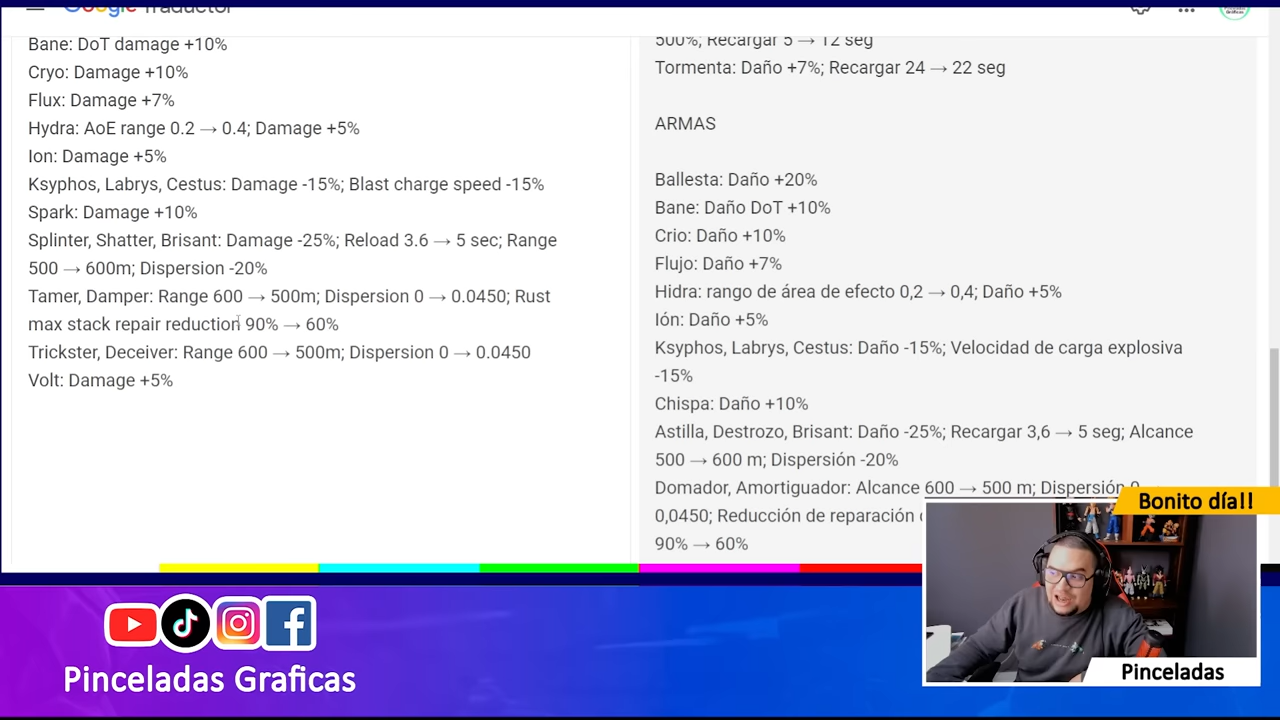 Google Traductor
Bane: DoT damage +10%
Cryo: Damage +10%
Flux: Damage +7%
Hydra: AoE range 0.2 → 0.4; Damage +5%
Ion: Damage +5%
Ksyphos, Labrys, Cestus: Damage -15%; Blast charge speed -15%
Spark: Damage +10%
Splinter, Shatter, Brisant: Damage -25%; Reload 3.6 → 5 sec; Range
500 → 600m; Dispersion -20%
Tamer, Damper: Range 600 → 500m; Dispersion 0 → 0.0450; Rust
max stack repair reduction 90% → 60%
Trickster, Deceiver: Range 600 → 500m; Dispersion 0 → 0.0450
Volt: Damage +5%
500%; Recargar 5 → 12 seg
Tormenta: Daño +7%; Recargar 24 → 22 seg
ARMAS
Ballesta: Daño +20%
Bane: Daño DoT +10%
Crio: Daño +10%
Flujo: Daño +7%
Hidra: rango de área de efecto 0,2 → 0,4; Daño +5%
Ión: Daño +5%
Ksyphos, Labrys, Cestus: Daño -15%; Velocidad de carga explosiva
-15%
Chispa: Daño +10%
Astilla, Destrozo, Brisant: Daño -25%; Recargar 3,6 → 5 seg; Alcance
500 → 600 m; Dispersión -20%
Domador, Amortiguador: Alcance 600 → 500 m; Dispersión 0 →
0,0450; Reducción de reparación
90% → 60%
Bonito día!!
Pinceladas
Pinceladas Graficas